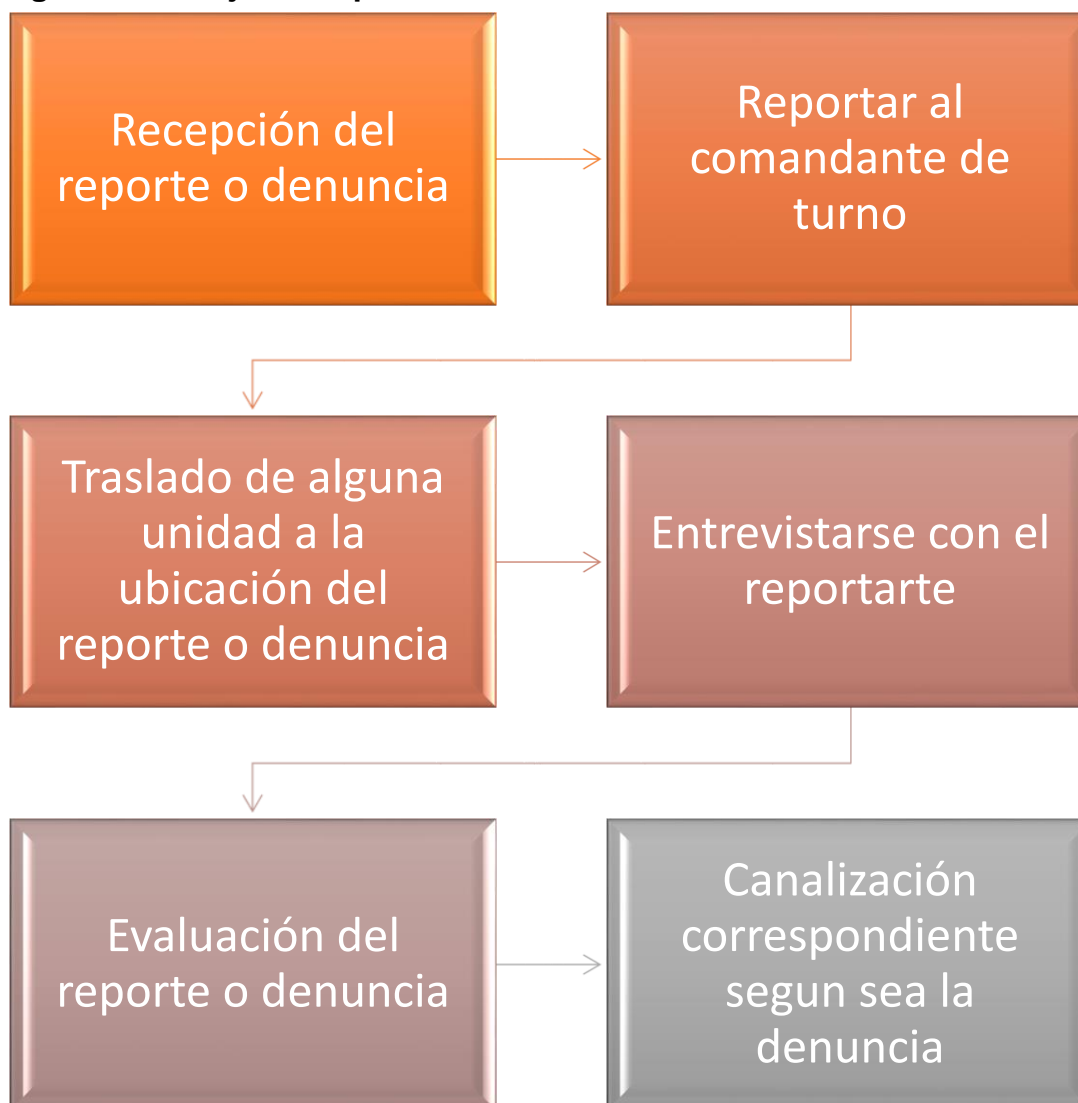 Recepción del
reporte o denuncia
Reportar al
comandante de
turno
Traslado de alguna
unidad a la
ubicación del
reporte o denuncia
Entrevistarse con el
reportarte
Evaluación del
reporte o denuncia
Canalización
correspondiente
segun sea la
denuncia